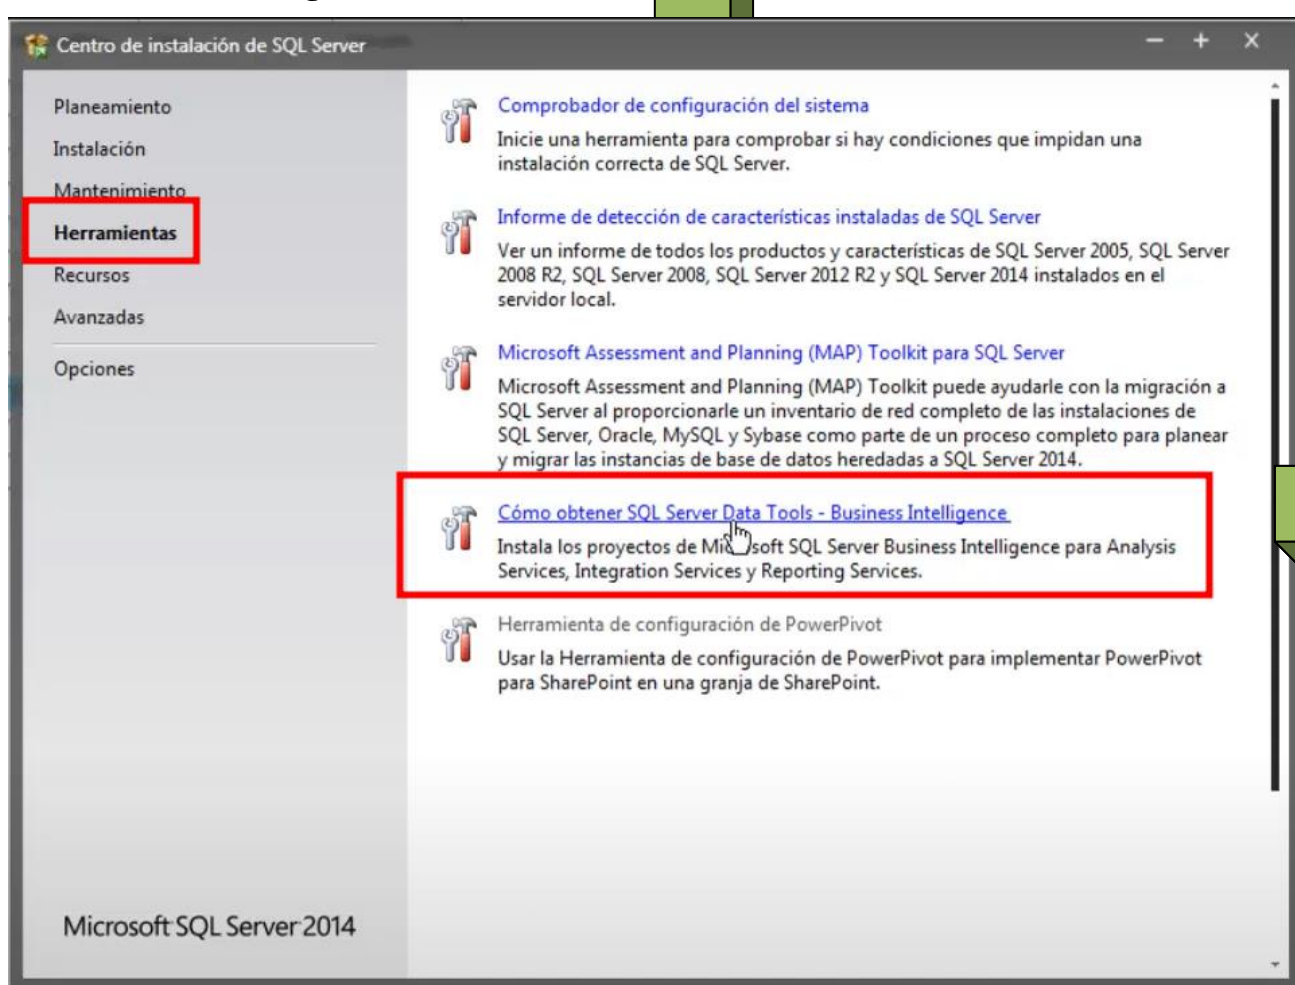 Centro de instalación de SQL Server
Planeamiento
Instalación
Mantenimiento
Herramientas
Recursos
Avanzadas
Opciones
Comprobador de configuración del sistema
Inicie una herramienta para comprobar si hay condiciones que impidan una
instalación correcta de SQL Server.
Informe de detección de características instaladas de SQL Server
Ver un informe de todos los productos y características de SQL Server 2005, SQL Server
2008 R2, SQL Server 2008, SQL Server 2012 R2 y SQL Server 2014 instalados en el
servidor local.
Microsoft Assessment and Planning (MAP) Toolkit para SQL Server
Microsoft Assessment and Planning (MAP) Toolkit puede ayudarle con la migración a
SQL Server al proporcionarle un inventario de red completo de las instalaciones de
SQL Server, Oracle, MySQL y Sybase como parte de un proceso completo para planear
y migrar las instancias de base de datos heredadas a SQL Server 2014.
Cómo obtener SQL Server Data Tools - Business Intelligence
Instala los proyectos de Microsoft SQL Server Business Intelligence para Analysis
Services, Integration Services y Reporting Services.
Herramienta de configuración de PowerPivot
Usar la Herramienta de configuración de PowerPivot para implementar PowerPivot
para SharePoint en una granja de SharePoint.
Microsoft SQL Server 2014